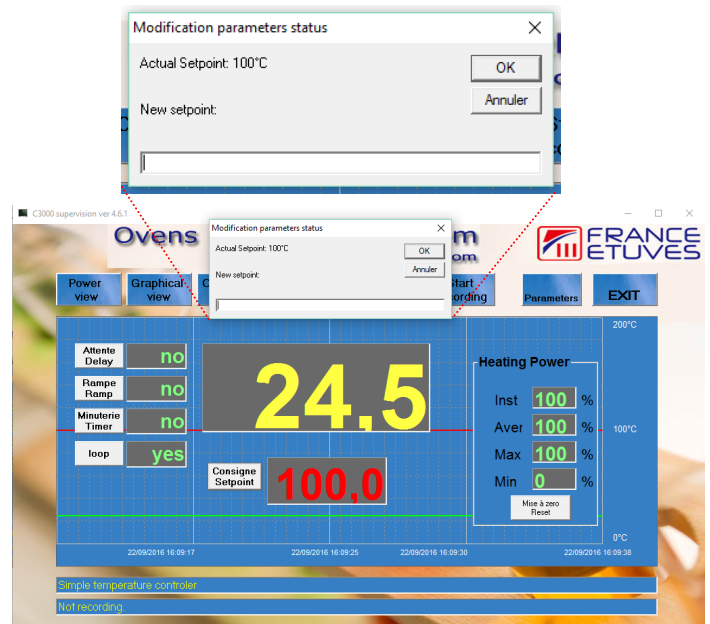 Modification parameters status
Actual Setpoint: 100°C
OK
Annuler
New setpoint:
C3000 supervision ver 4.6.1
Ovens
Modification parameters status
Actual Setpoint: 100°C
OK
Annuler
New setpoint:
FRANCE
ETUVES
Power
view
Graphical
view
Start
Parameters
EXIT
200°C
Attente
Delay
no
Rampe
Ramp
no
Minuterie
Timer
no
loop
yes
24,5
Consigne
Setpoint
100,0
Heating Power
Inst 100 %
Aver 100 %
Max 100 %
Min 0 %
Mise à zero
Reset
100°C
0°C
22/09/2016 16:09:17
22/09/2016 16:09:25
22/09/2016 16:09:30
22/09/2016 16:09:38
Simple temperature controler
Not recording